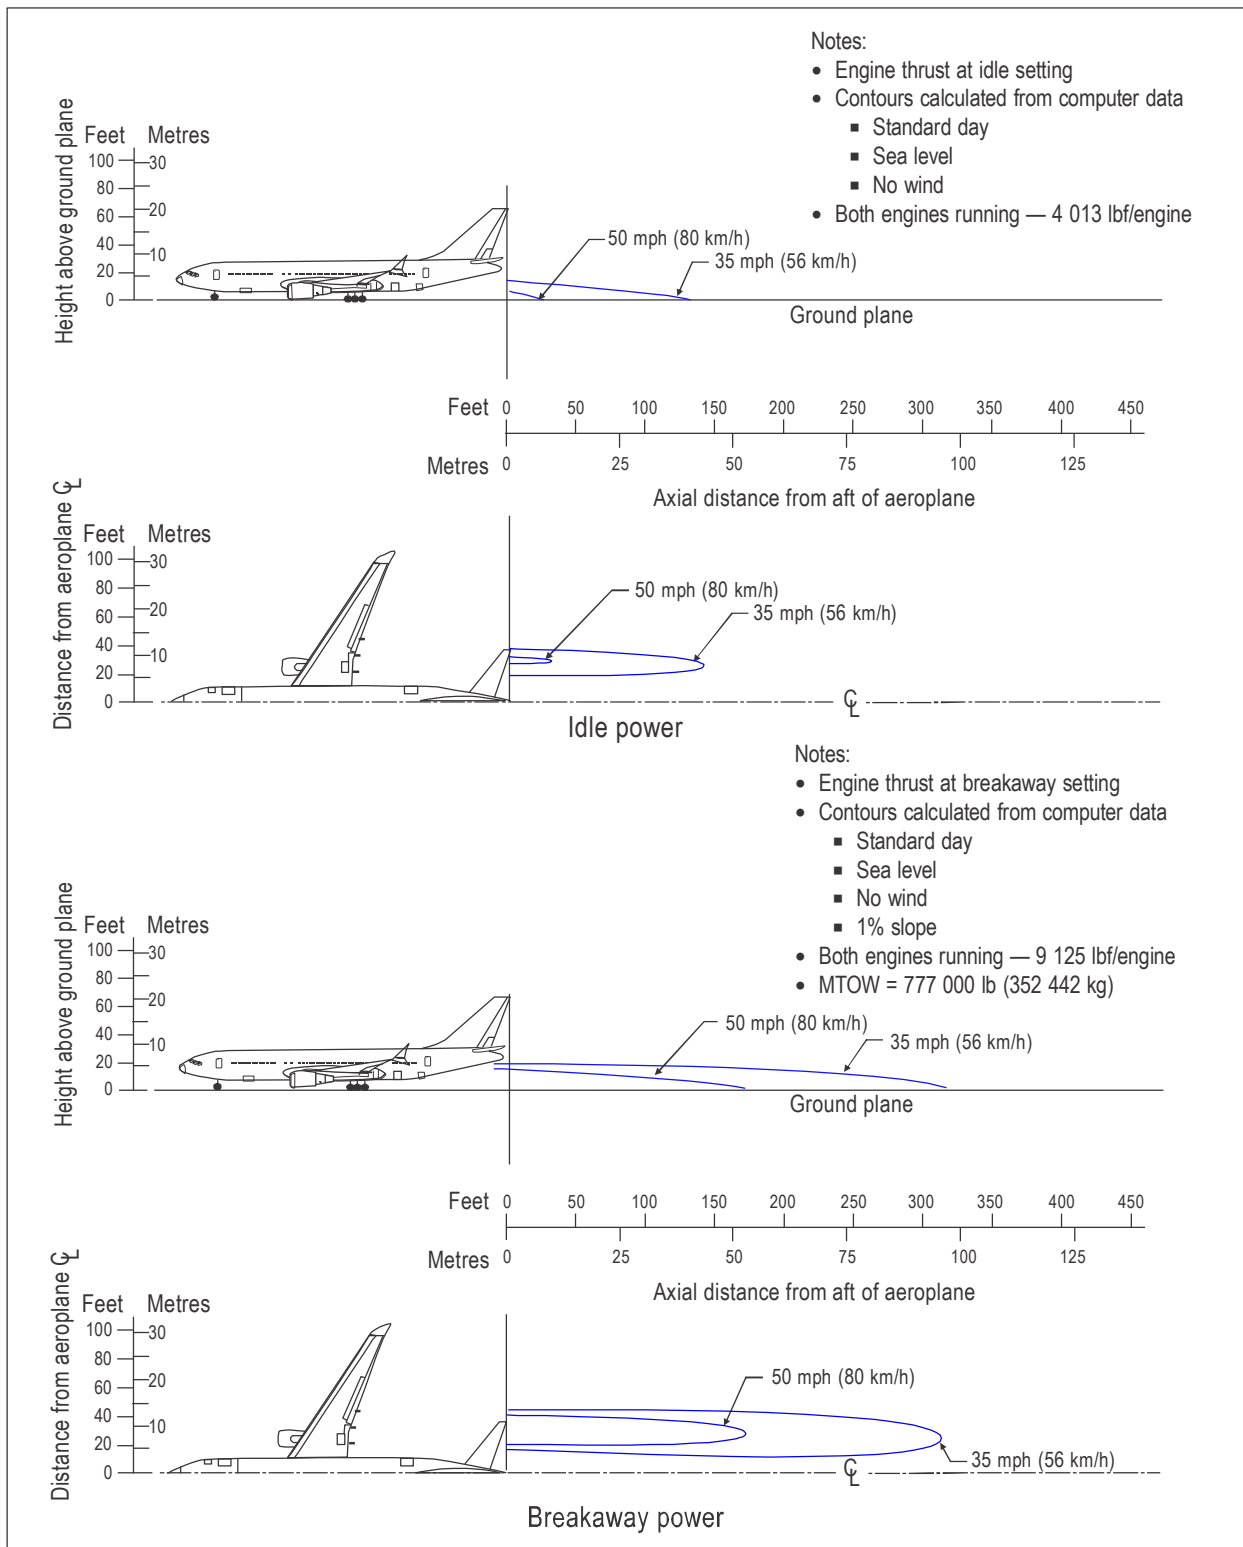 Notes:
● Engine thrust at idle setting
● Contours calculated from computer data
■ Standard day
■ Sea level
■ No wind
● Both engines running — 4 013 lbf/engine
Height above ground plane
Feet Metres
100 30
80
60 20
40 10
20
0
50 mph (80 km/h)
35 mph (56 km/h)
Ground plane
Feet 0 50 100 150 200 250 300 350 400 450
Metres 0 25 50 75 100 125
Axial distance from aft of aeroplane
Distance from aeroplane ℄
Feet Metres
100 30
80
60 20
40 10
20
0
50 mph (80 km/h)
35 mph (56 km/h)
℄
Idle power
Notes:
● Engine thrust at breakaway setting
● Contours calculated from computer data
■ Standard day
■ Sea level
■ No wind
■ 1% slope
● Both engines running — 9 125 lbf/engine
● MTOW = 777 000 lb (352 442 kg)
Height above ground plane
Feet Metres
100 30
80
60 20
40 10
20
0
50 mph (80 km/h)
35 mph (56 km/h)
Ground plane
Feet 0 50 100 150 200 250 300 350 400 450
Metres 0 25 50 75 100 125
Axial distance from aft of aeroplane
Distance from aeroplane ℄
Feet Metres
100 30
80
60 20
40 10
20
0
50 mph (80 km/h)
℄
35 mph (56 km/h)
Breakaway power